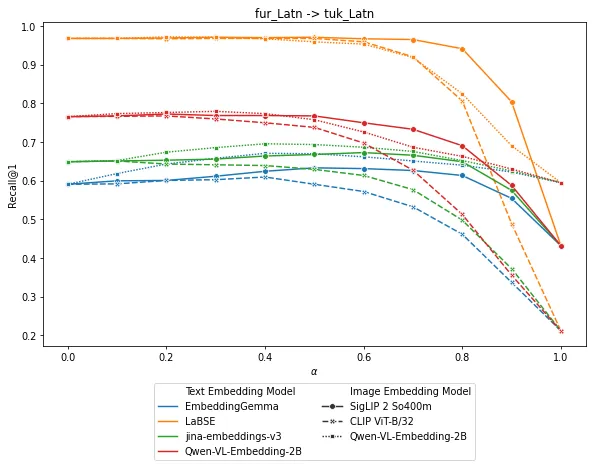 fur_Latn -> tuk_Latn
Recall@1
1.0
0.9
0.8
0.7
0.6
0.5
0.4
0.3
0.2
0.0 0.2 0.4 0.6 0.8 1.0
α
Text Embedding Model Image Embedding Model
EmbeddingGemma SigLIP 2 So400m
LaBSE CLIP ViT-B/32
jina-embeddings-v3 Qwen-VL-Embedding-2B
Qwen-VL-Embedding-2B